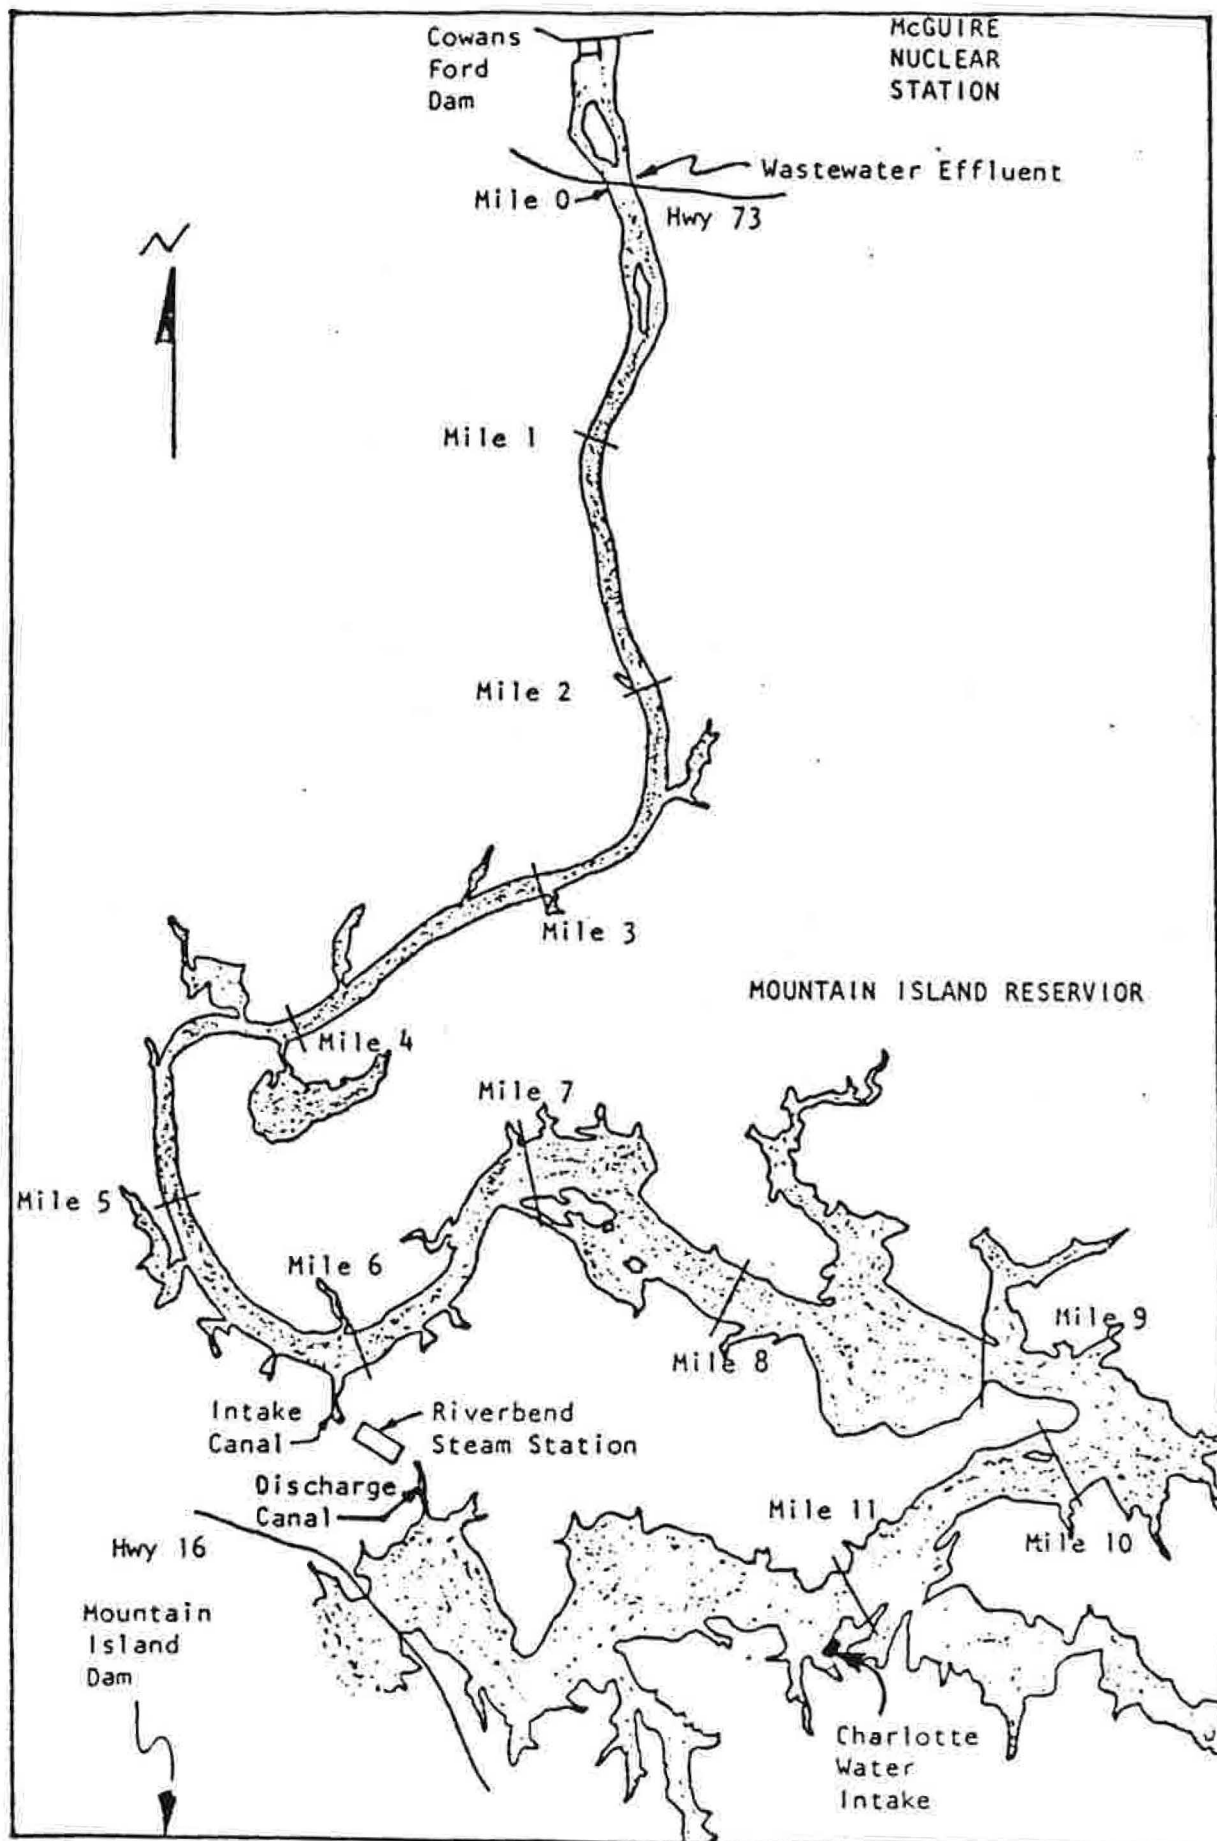 Cowans
Ford
Dam
McGUIRE
NUCLEAR
STATION
Wastewater Effluent
Mile 0
Hwy 73
N
Mile 1
Mile 2
Mile 3
MOUNTAIN ISLAND RESERVIOR
Mile 4
Mile 7
Mile 5
Mile 6
Mile 9
Mile 8
Intake
Canal
Riverbend
Steam Station
Discharge
Canal
Mile 11
Mile 10
Hwy 16
Mountain
Island
Dam
Charlotte
Water
Intake